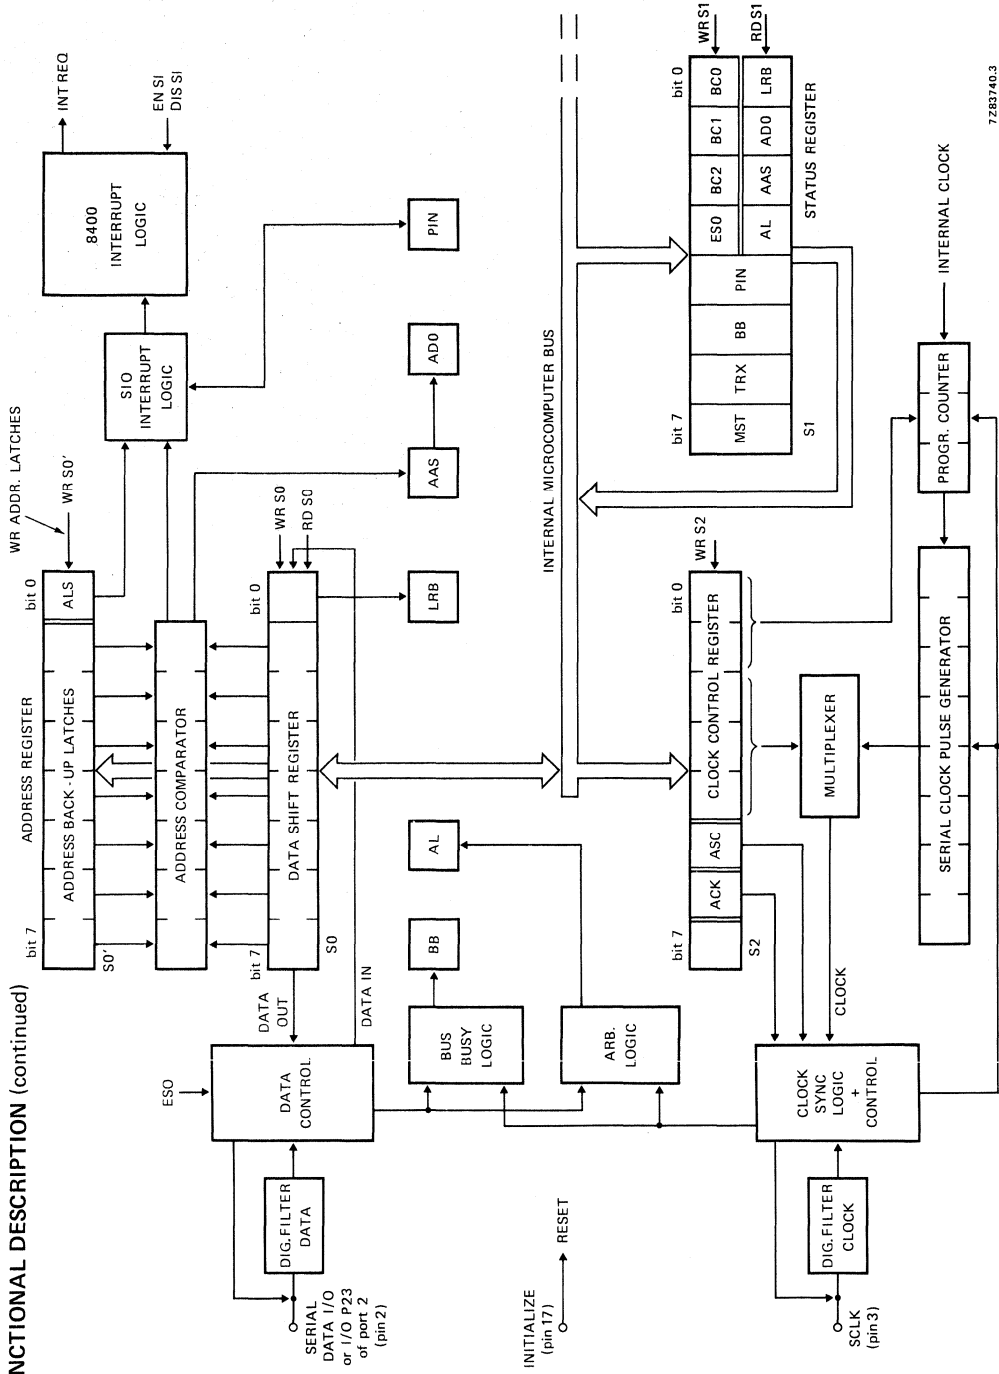 NCTIONAL DESCRIPTION (continued)
WR ADDR. LATCHES
ADDRESS REGISTER
bit 7
bit 0
WR S0'
ADDRESS BACK - UP LATCHES
ALS
S0'
ADDRESS COMPARATOR
SIO
INTERRUPT
LOGIC
8400
INTERRUPT
LOGIC
INT REQ
EN SI
DIS SI
ESO
DATA
OUT
bit 7
bit 0
WR S0
RD S0
DATA SHIFT REGISTER
S0
DATA
CONTROL
DATA IN
DIG. FILTER
DATA
SERIAL
DATA I/O
or I/O P23
of port 2
(pin 2)
BUS
BUSY
LOGIC
BB
AL
LRB
AAS
AD0
PIN
ARB.
LOGIC
INITIALIZE
(pin 17)
RESET
INTERNAL MICROCOMPUTER BUS
bit 7
bit 0
WR S2
ACK
ASC
CLOCK CONTROL REGISTER
S2
bit 7
bit 0
WR S1
MST
TRX
BB
PIN
ES0
BC2
BC1
BC0
AL
AAS
AD0
LRB
RD S1
S1
STATUS REGISTER
MULTIPLEXER
CLOCK
CLOCK
SYNC
LOGIC
+
CONTROL
DIG. FILTER
CLOCK
SCLK
(pin 3)
SERIAL CLOCK PULSE GENERATOR
PROGR. COUNTER
INTERNAL CLOCK
7Z83740.3